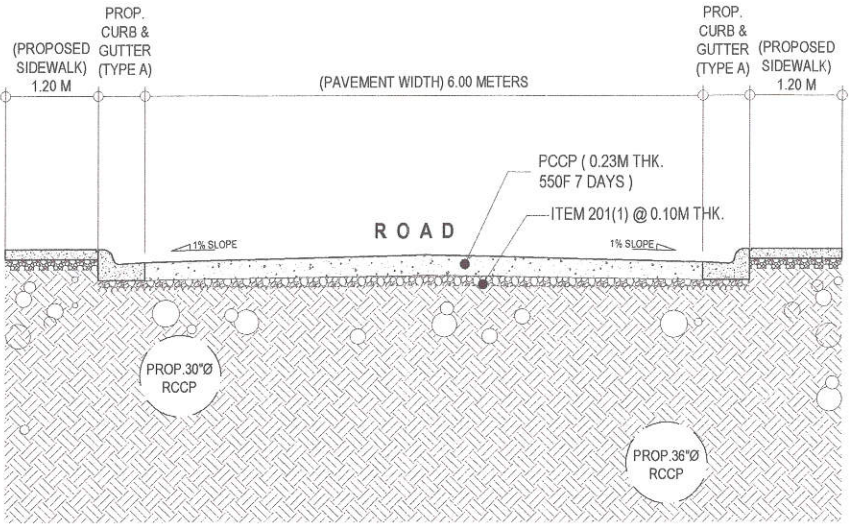 PROP.
CURB &
GUTTER
(TYPE A)
(PROPOSED
SIDEWALK)
1.20 M
(PAVEMENT WIDTH) 6.00 METERS
PROP.
CURB &
GUTTER
(TYPE A)
(PROPOSED
SIDEWALK)
1.20 M
PCCP ( 0.23M THK.
550F 7 DAYS )
ITEM 201(1) @ 0.10M THK.
ROAD
1% SLOPE
1% SLOPE
PROP.30"Ø
RCCP
PROP.36"Ø
RCCP